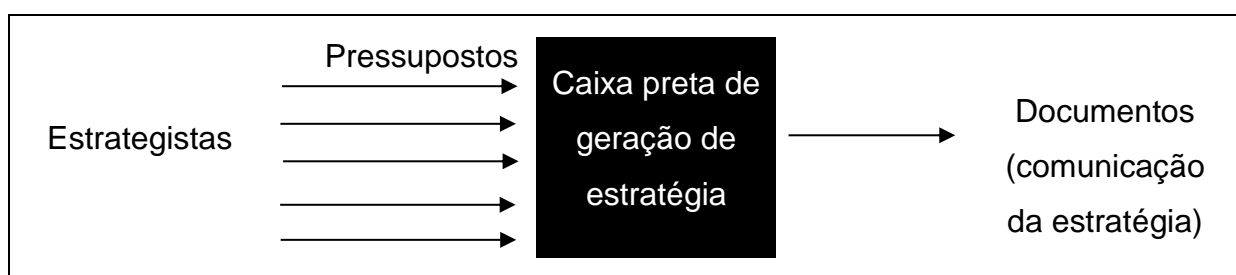 Estrategistas
Pressupostos
Caixa preta de
geração de
estratégia
Documentos
(comunicação
da estratégia)